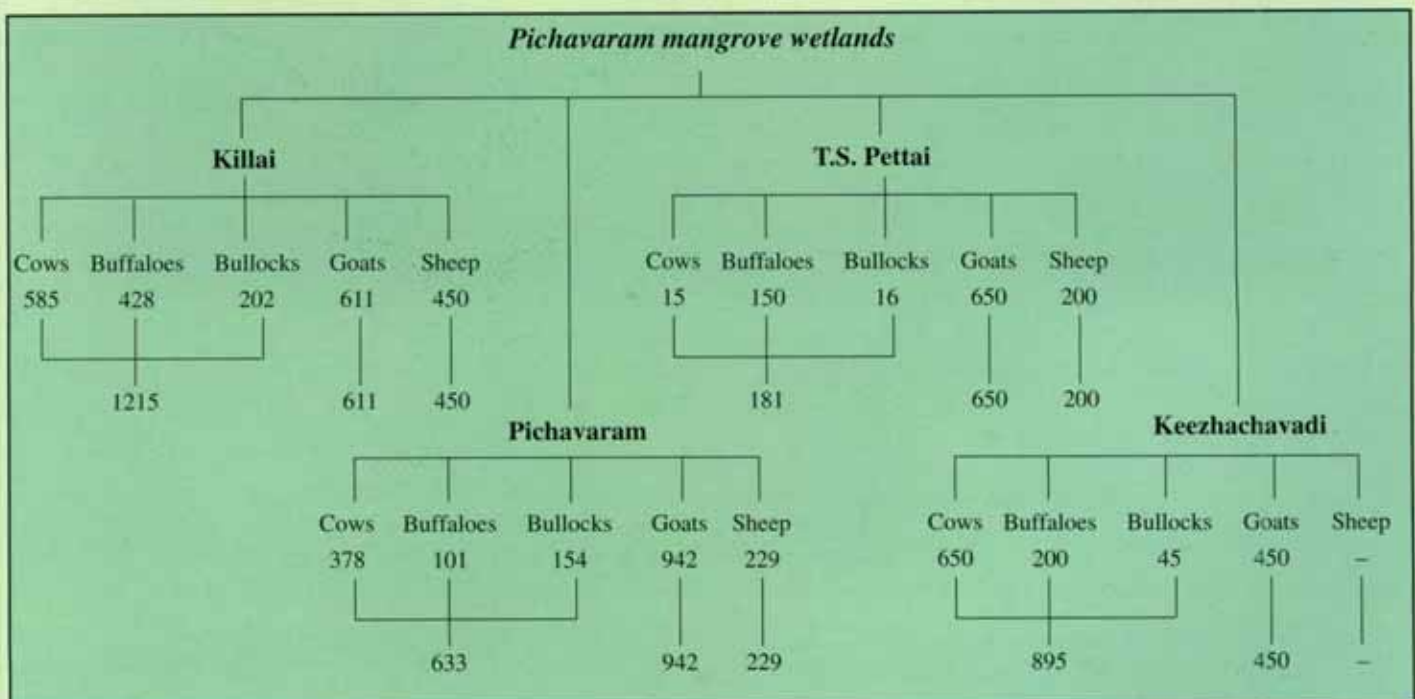 Pichavaram mangrove wetlands
Killai
T.S. Pettai
Cows Buffaloes Bullocks Goats Sheep
585 428 202 611 450
1215 611 450
Cows Buffaloes Bullocks Goats Sheep
15 150 16 650 200
181 650 200
Pichavaram
Keezhachavadi
Cows Buffaloes Bullocks Goats Sheep
378 101 154 942 229
633 942 229
Cows Buffaloes Bullocks Goats Sheep
650 200 45 450 –
895 450 –